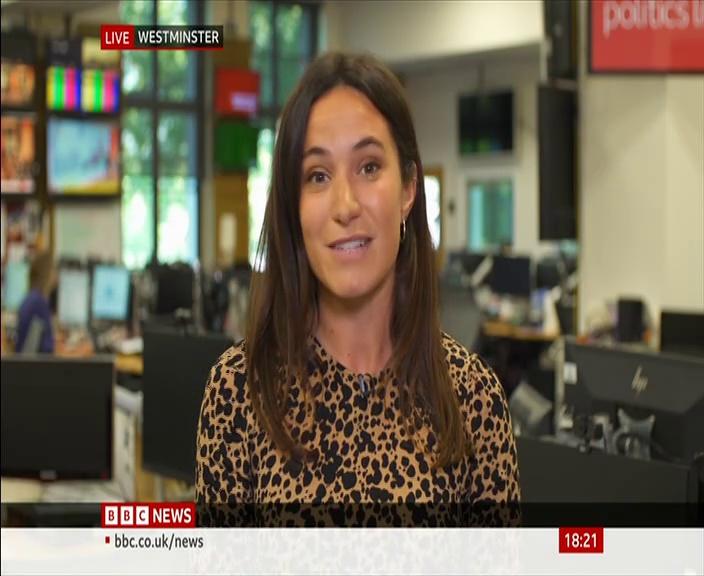 politics
LIVE WESTMINSTER
hp
BBC NEWS
bbc.co.uk/news
18:21